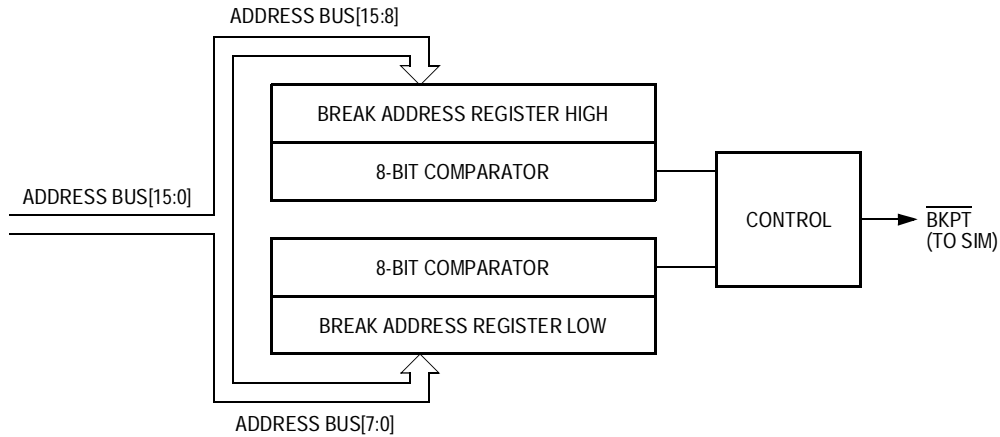 ADDRESS BUS[15:8]
BREAK ADDRESS REGISTER HIGH
8-BIT COMPARATOR
ADDRESS BUS[15:0]
CONTROL
BKPT
(TO SIM)
8-BIT COMPARATOR
BREAK ADDRESS REGISTER LOW
ADDRESS BUS[7:0]